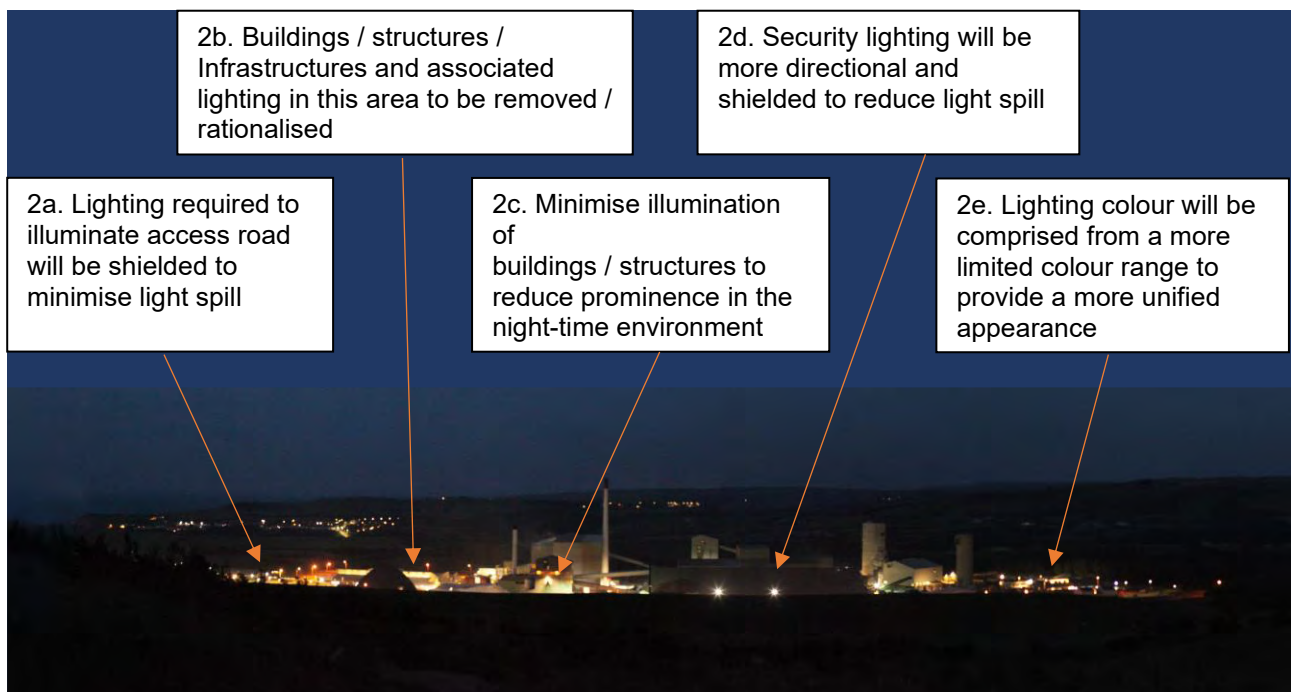 2b. Buildings / structures /
Infrastructures and associated
lighting in this area to be removed /
rationalised
2d. Security lighting will be
more directional and
shielded to reduce light spill
2a. Lighting required to
illuminate access road
will be shielded to
minimise light spill
2c. Minimise illumination
of
buildings / structures to
reduce prominence in the
night-time environment
2e. Lighting colour will be
comprised from a more
limited colour range to
provide a more unified
appearance